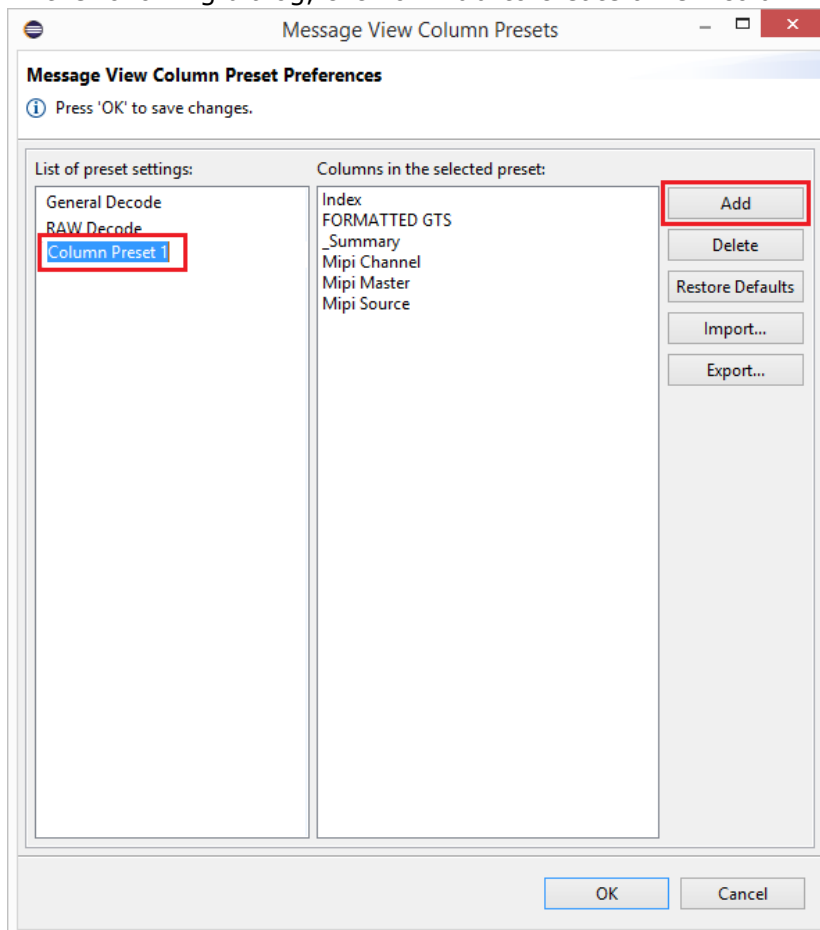 Message View Column Presets
Message View Column Preset Preferences
Press 'OK' to save changes.
List of preset settings:
General Decode
RAW Decode
Column Preset 1
Columns in the selected preset:
Index
FORMATTED GTS
_Summary
Mipi Channel
Mipi Master
Mipi Source
Add
Delete
Restore Defaults
Import...
Export...
OK
Cancel